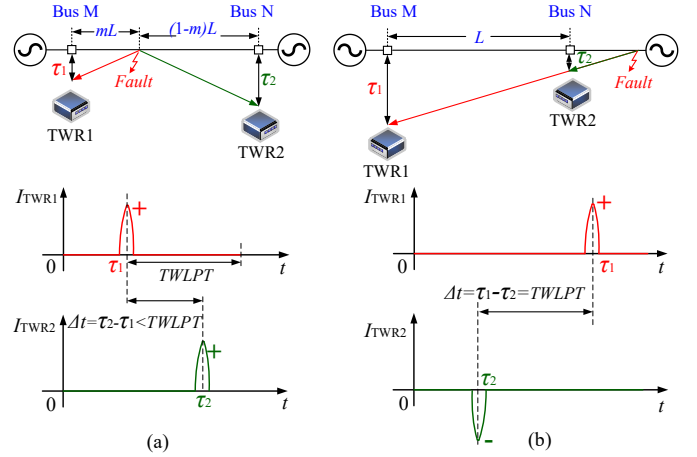 Bus M
mL
(1-m)L
Bus N
τ1
Fault
τ2
TWR1
TWR2
ITWR1
+
0
τ1
TWLPT
t
Δt=τ2-τ1<TWLPT
ITWR2
+
0
τ2
t
(a)
Bus M
Bus N
L
τ2
τ1
Fault
TWR2
TWR1
ITWR1
+
0
τ1
t
Δt=τ1-τ2=TWLPT
ITWR2
τ2
0
t
-
(b)